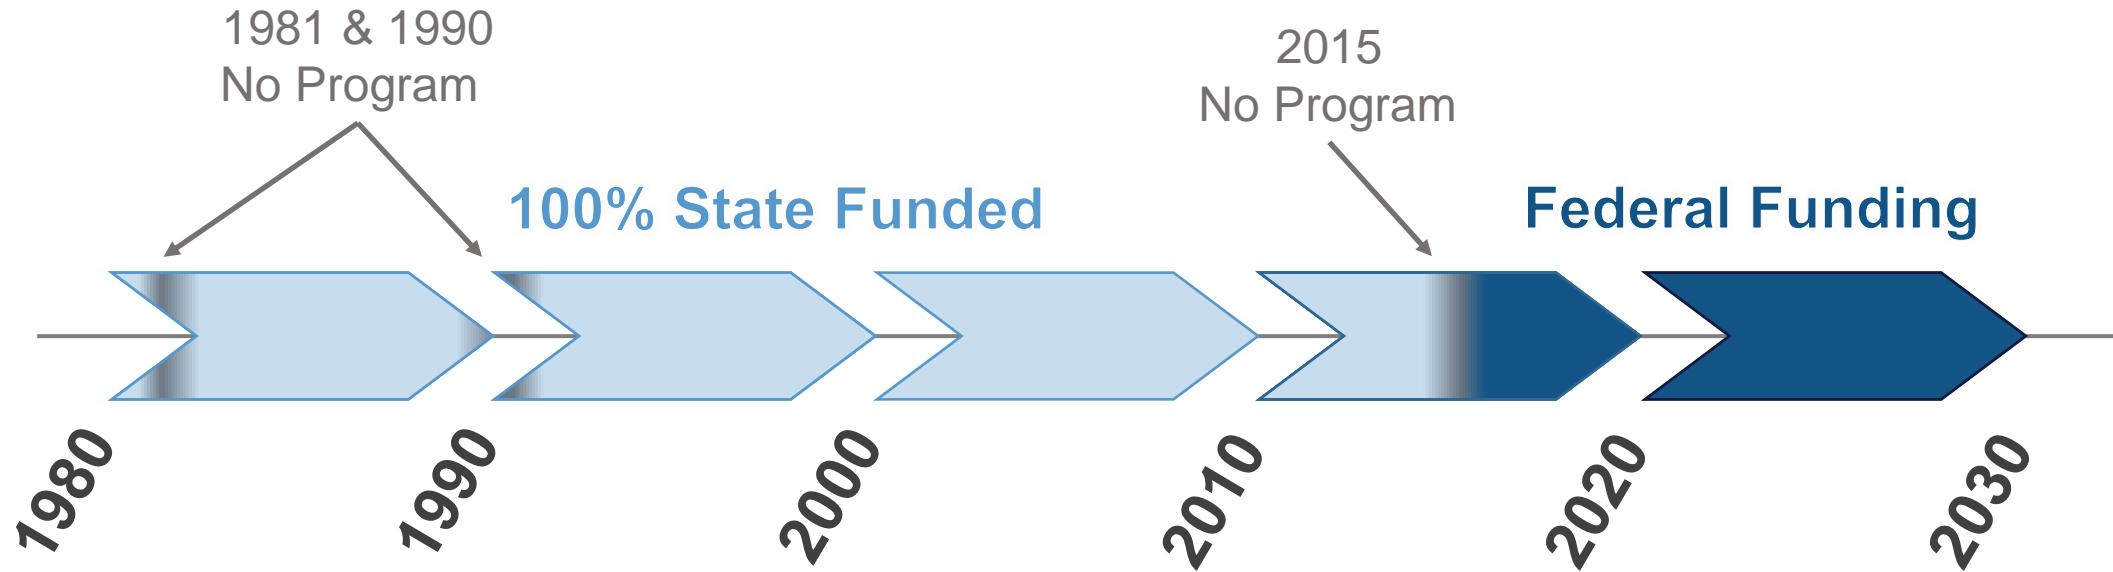 1981 & 1990
No Program
2015
No Program
100% State Funded
Federal Funding
1980
1990
2000
2010
2020
2030